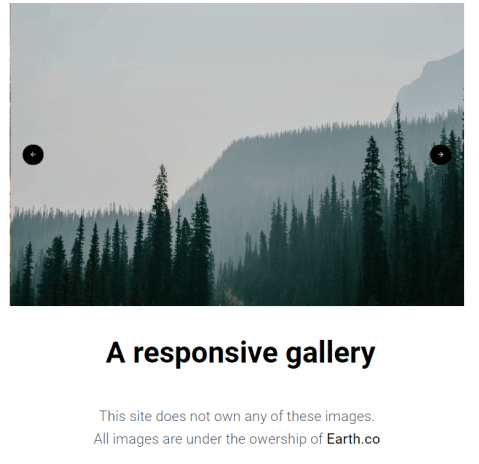 A responsive gallery
This site does not own any of these images.
All images are under the owership of Earth.co